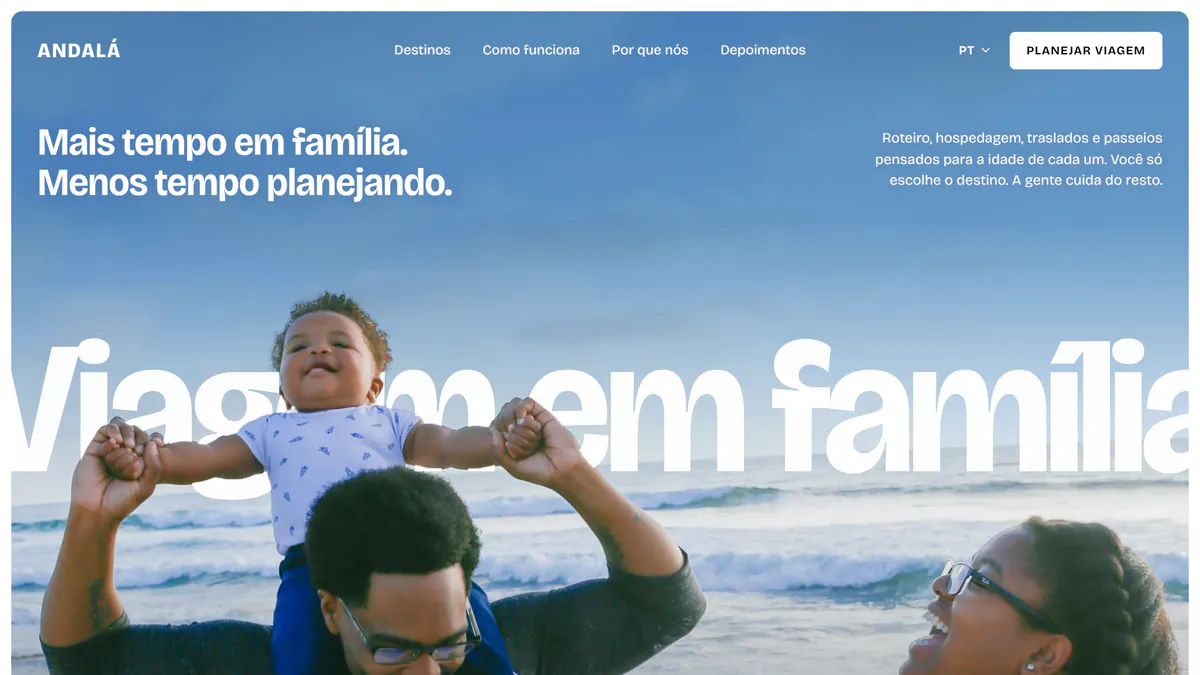 ANDALÁ
Destinos
Como funciona
Por que nós
Depoimentos
PT
PLANEJAR VIAGEM
Mais tempo em família.
Menos tempo planejando.
Roteiro, hospedagem, traslados e passeios
pensados para a idade de cada um. Você só
escolhe o destino. A gente cuida do resto.
Viagem em família